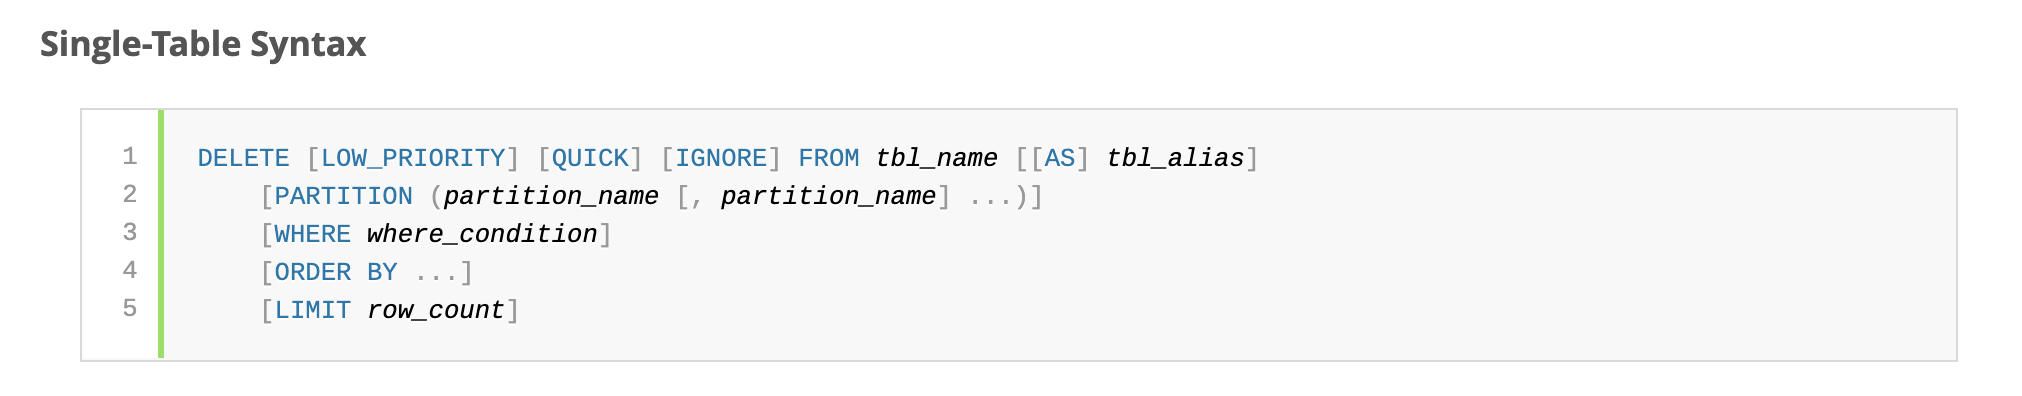 Single-Table Syntax
1 DELETE [LOW_PRIORITY] [QUICK] [IGNORE] FROM tbl_name [[AS] tbl_alias]
2     [PARTITION (partition_name [, partition_name] ...)]
3     [WHERE where_condition]
4     [ORDER BY ...]
5     [LIMIT row_count]